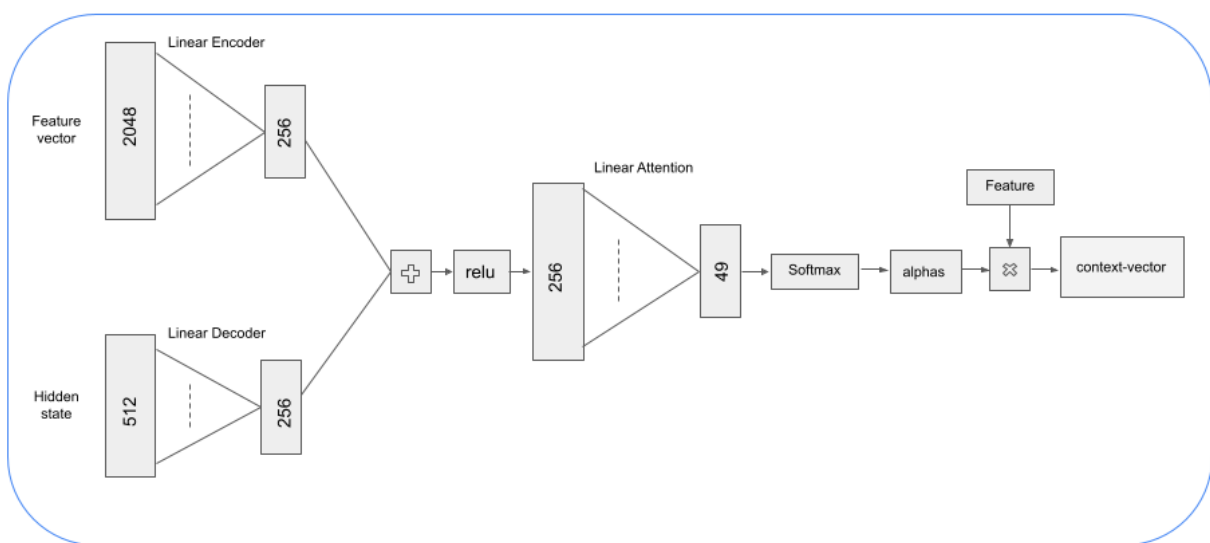 Linear Encoder
Feature
vector
2048
256
Linear Attention
256
49
Feature
relu
Softmax
alphas
context-vector
Linear Decoder
Hidden
state
512
256